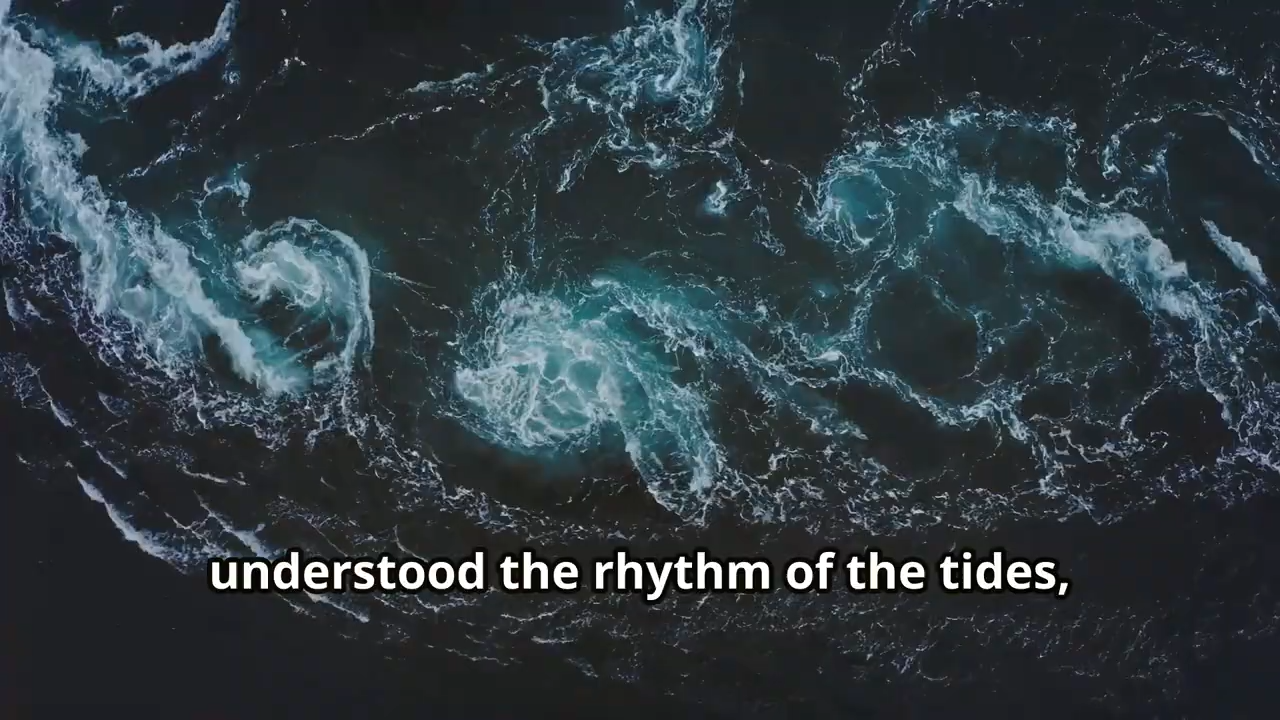 understood the rhythm of the tides,